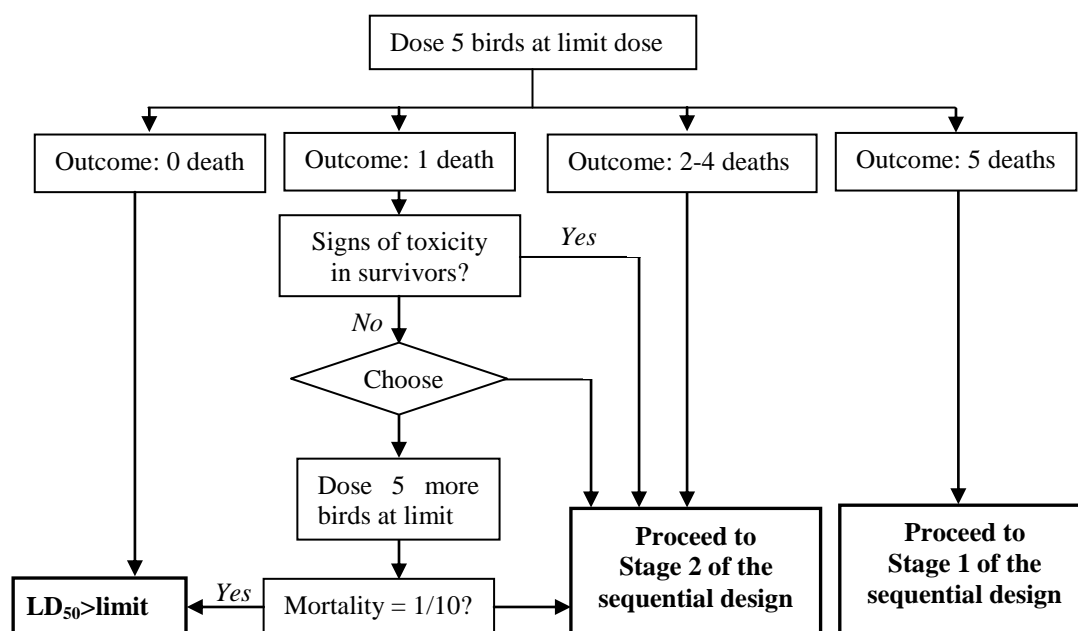 Dose 5 birds at limit dose
Outcome: 0 death
Outcome: 1 death
Outcome: 2-4 deaths
Outcome: 5 deaths
Signs of toxicity
in survivors?
Yes
No
Choose
Dose 5 more
birds at limit
Proceed to
Stage 2 of the
sequential design
Proceed to
Stage 1 of the
sequential design
LD50>limit
Yes
Mortality = 1/10?